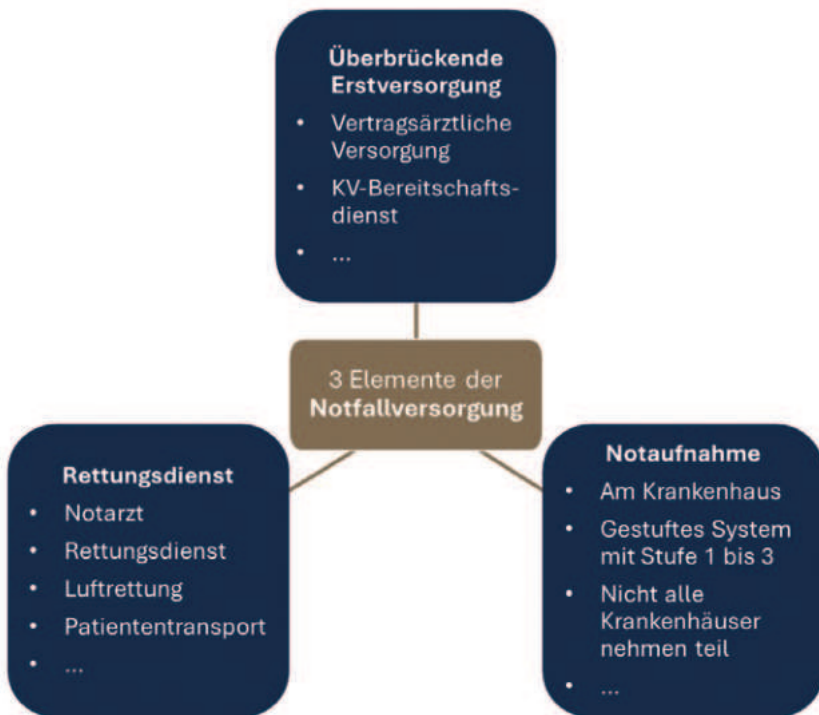 Überbrückende
Erstversorgung
• Vertragsärztliche
Versorgung
• KV-Bereitschafts-
dienst
• ...
3 Elemente der
Notfallversorgung
Rettungsdienst
• Notarzt
• Rettungsdienst
• Luftrettung
• Patiententransport
• ...
Notaufnahme
• Am Krankenhaus
• Gestuftes System
mit Stufe 1 bis 3
• Nicht alle
Krankenhäuser
nehmen teil
• ...